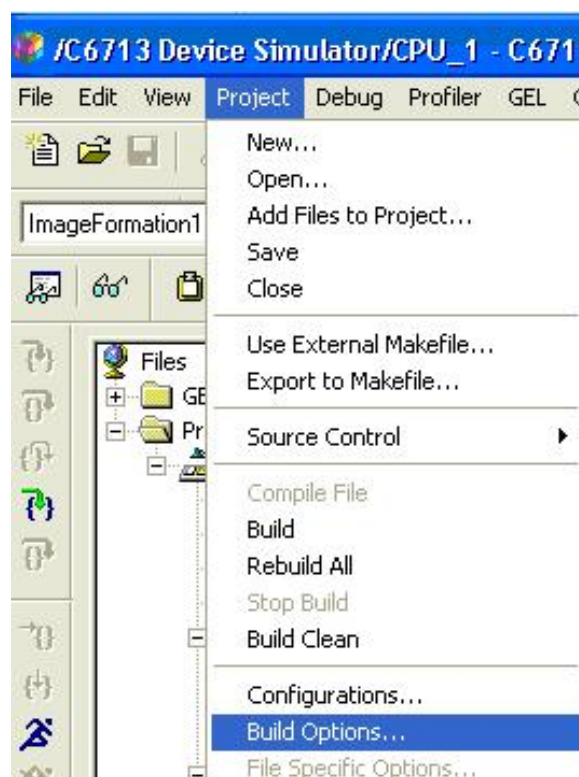 /C6713 Device Simulator/CPU_1 - C671
File Edit View Project Debug Profiler GEL
ImageFormation1
Files
GE
Pr
New...
Open...
Add Files to Project...
Save
Close
Use External Makefile...
Export to Makefile...
Source Control
Compile File
Build
Rebuild All
Stop Build
Build Clean
Configurations...
Build Options...
File Specific Options...